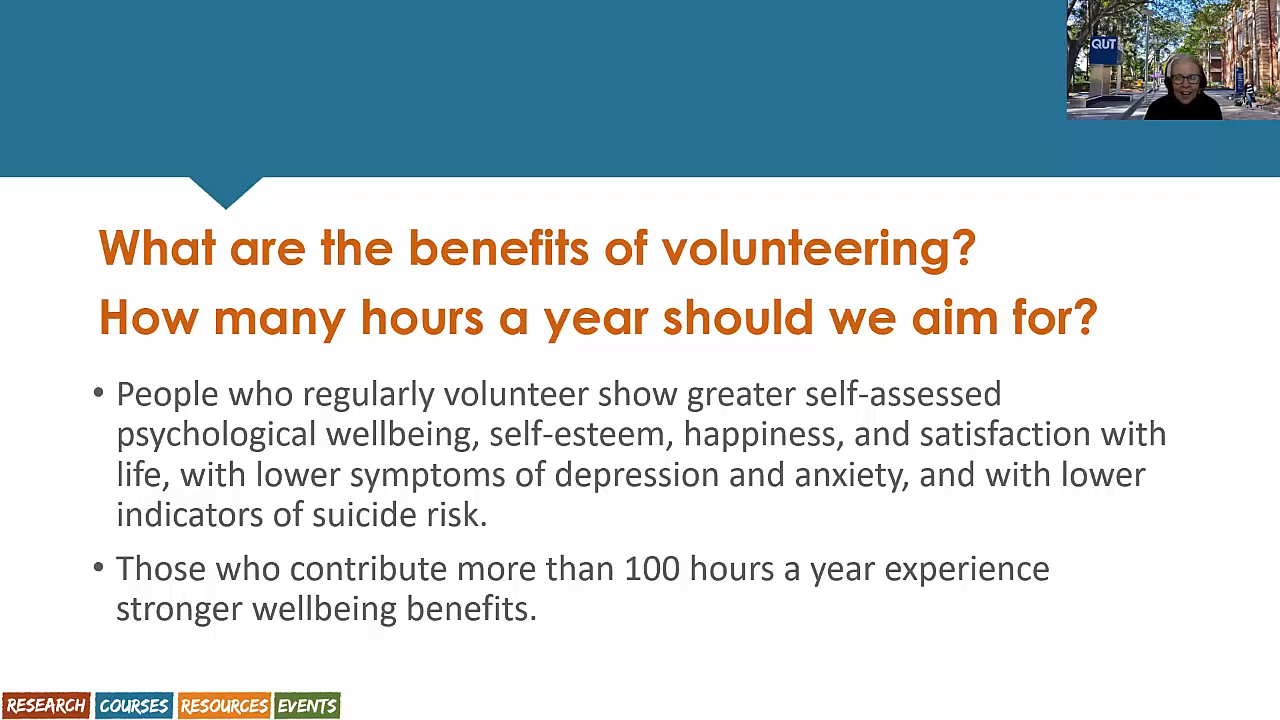 QUT
What are the benefits of volunteering?
How many hours a year should we aim for?
• People who regularly volunteer show greater self-assessed
psychological wellbeing, self-esteem, happiness, and satisfaction with
life, with lower symptoms of depression and anxiety, and with lower
indicators of suicide risk.
• Those who contribute more than 100 hours a year experience
stronger wellbeing benefits.
RESEARCH COURSES RESOURCES EVENTS